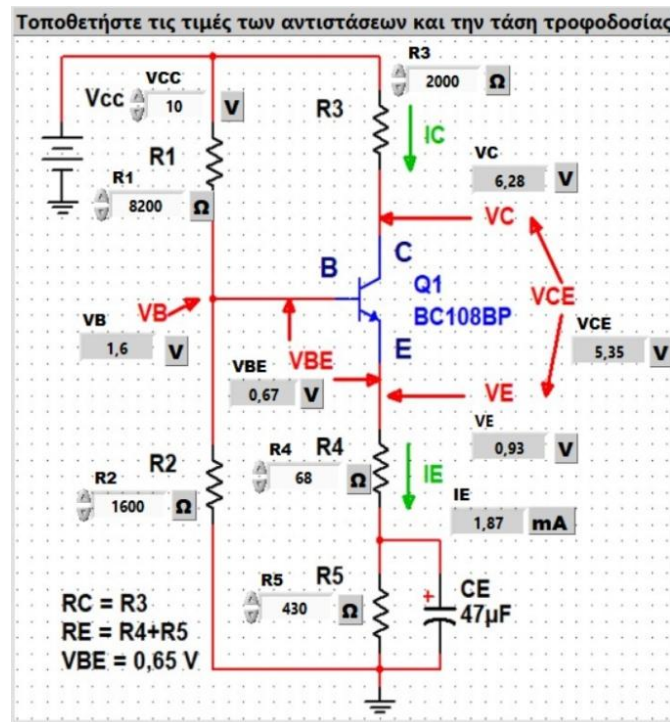 Τοποθετήστε τις τιμές των αντιστάσεων και την τάση τροφοδοσίας
R3
2000 Ω
VCC
Vcc 10 V
R3
IC
R1
VC
6,28 V
R1
8200 Ω
VC
C
B
Q1
BC108BP
VCE
VB
VB
1,6 V
VCE
5,35 V
E
VBE
VBE
0,67 V
VE
VE
0,93 V
R4
R4
68 Ω
IE
R2
R2
1600 Ω
IE
1,87 mA
R5
R5
430 Ω
+
CE
47μF
RC = R3
RE = R4+R5
VBE = 0,65 V